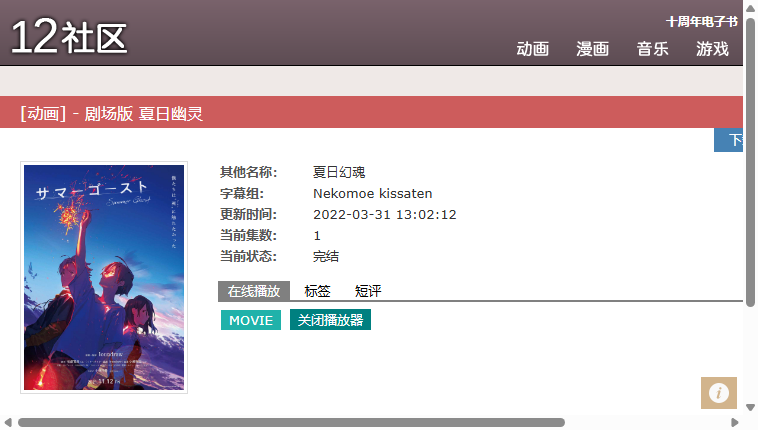 12社区
十周年电子书
动画 漫画 音乐 游戏
[动画] - 剧场版 夏日幽灵
下
サマーゴースト
Summer Ghost
其他名称: 夏日幻魂
字幕组: Nekomoe kissaten
更新时间: 2022-03-31 13:02:12
当前集数: 1
当前状态: 完结
在线播放 标签 短评
MOVIE 关闭播放器
loundraw
11.12